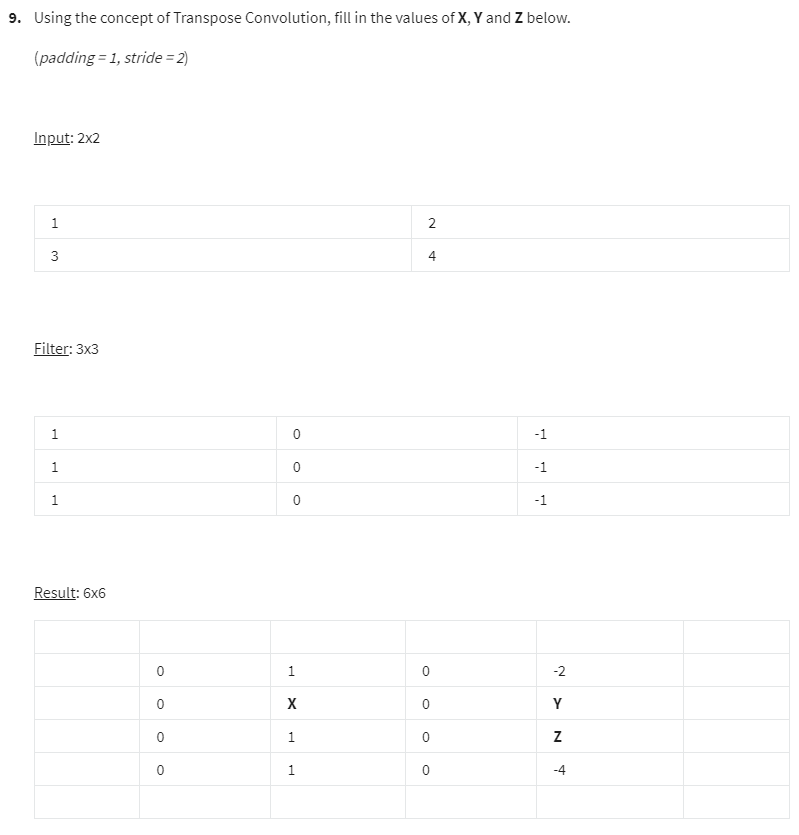 9. Using the concept of Transpose Convolution, fill in the values of X, Y and Z below.
(padding = 1, stride = 2)
Input: 2x2
1 2
3 4
Filter: 3x3
1 0 -1
1 0 -1
1 0 -1
Result: 6x6
0 1 0 -2
0 X 0 Y
0 1 0 Z
0 1 0 -4